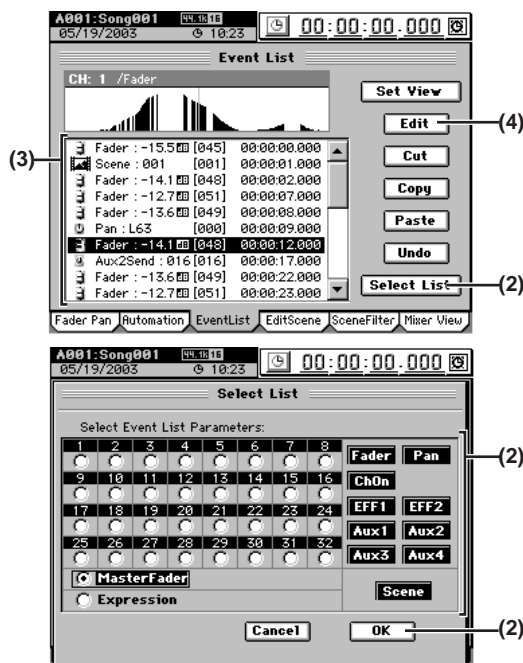 A001:Song001 44.1k 16
05/19/2003 10:23 00:00:00.000
Event List
CH: 1 /Fader
Set View
Edit
(4)
(3)
Fader : -15.5dB [045] 00:00:00.000
Scene : 001 [001] 00:00:01.000
Fader : -14.1dB [048] 00:00:02.000
Fader : -12.7dB [051] 00:00:07.000
Fader : -13.6dB [049] 00:00:08.000
Pan : L63 [000] 00:00:09.000
Fader : -14.1dB [048] 00:00:12.000
Aux2Send : 016 [016] 00:00:17.000
Fader : -13.6dB [049] 00:00:22.000
Fader : -12.7dB [051] 00:00:23.000
Cut
Copy
Paste
Undo
Select List
(2)
Fader Pan Automation EventList EditScene SceneFilter Mixer View
A001:Song001 44.1k 16
05/19/2003 10:23 00:00:00.000
Select List
Select Event List Parameters:
1 2 3 4 5 6 7 8
9 10 11 12 13 14 15 16
17 18 19 20 21 22 23 24
25 26 27 28 29 30 31 32
MasterFader
Expression
Fader Pan
(2)
ChOn
EFF1 EFF2
Aux1 Aux2
Aux3 Aux4
Scene
Cancel OK
(2)